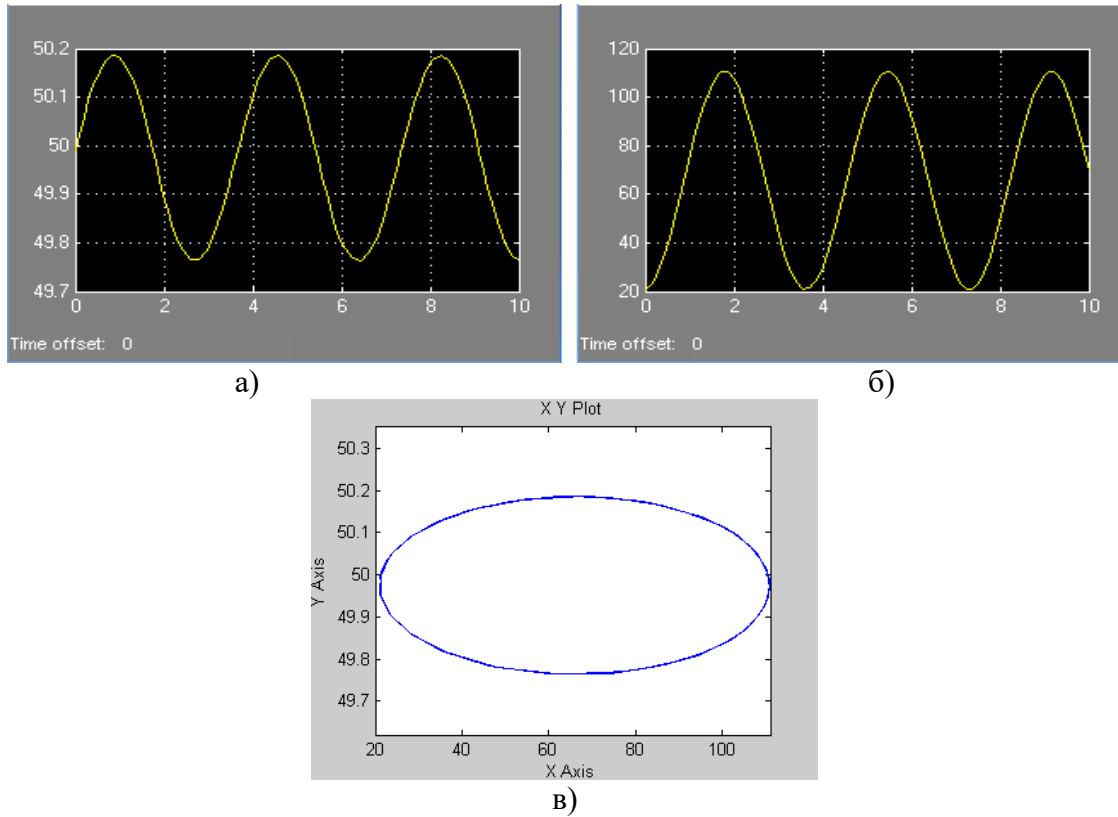 50.2
50.1
50
49.9
49.8
49.7
0 2 4 6 8 10
Time offset: 0
120
100
80
60
40
20
0 2 4 6 8 10
Time offset: 0
а) б)
X Y Plot
50.3
50.2
50.1
50
49.9
49.8
49.7
Y Axis
20 40 60 80 100
X Axis
в)